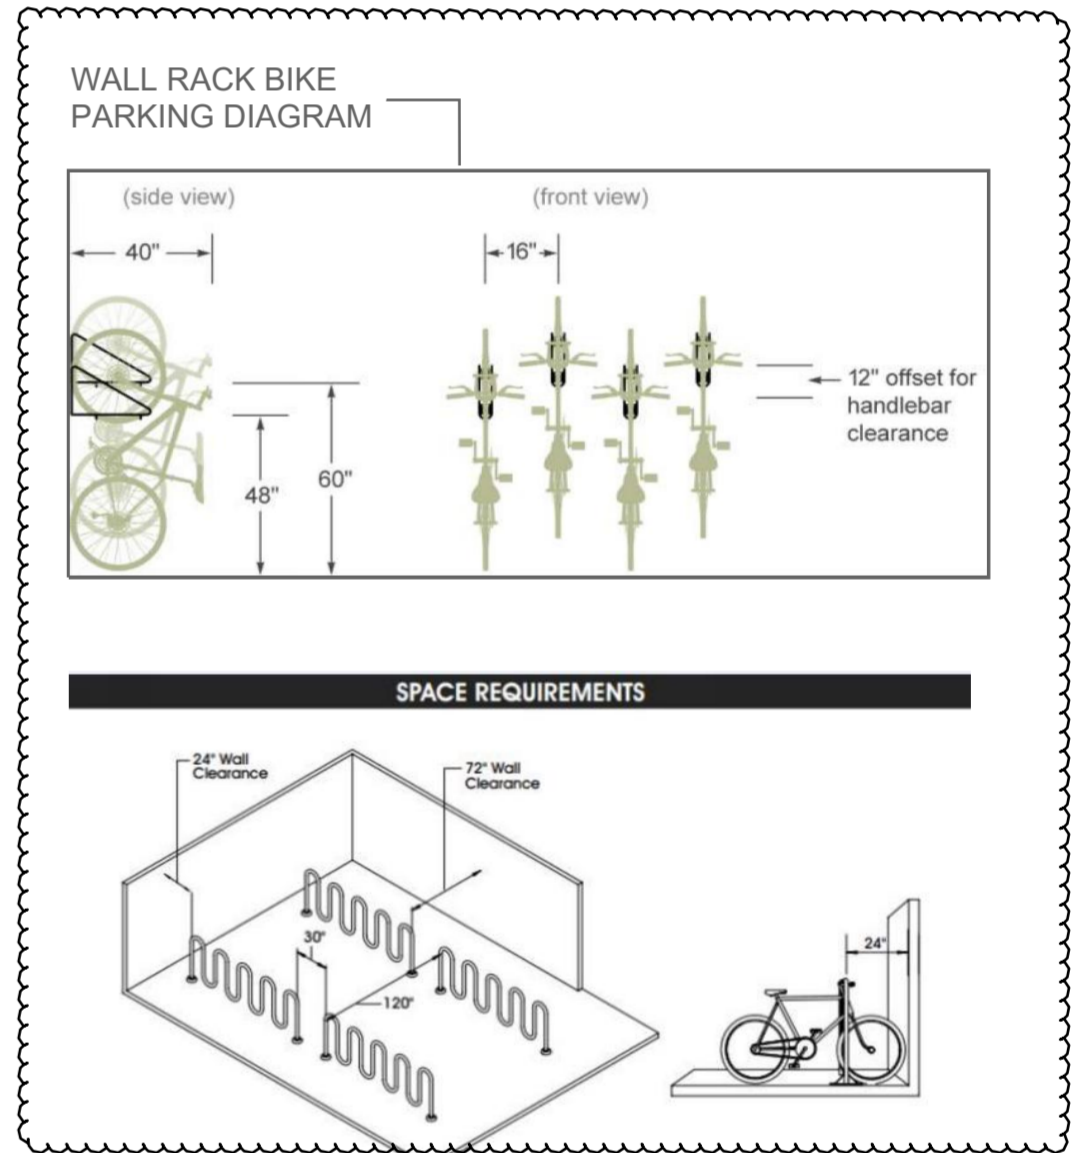 WALL RACK BIKE
PARKING DIAGRAM
(side view)
(front view)
40"
16"
12" offset for
handlebar
clearance
48"
60"
SPACE REQUIREMENTS
24" Wall
Clearance
72" Wall
Clearance
30"
120"
24"